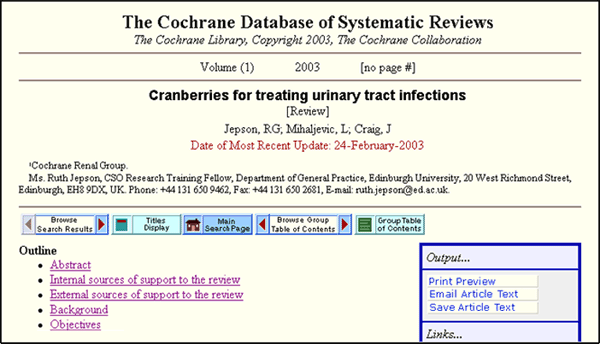 The Cochrane Database of Systematic Reviews
The Cochrane Library, Copyright 2003, The Cochrane Collaboration
Volume (1) 2003 [no page #]
Cranberries for treating urinary tract infections
[Review]
Jepson, RG; Mihaljevic, L; Craig, J
Date of Most Recent Update: 24-February-2003
¹Cochrane Renal Group.
Ms. Ruth Jepson, CSO Research Training Fellow, Department of General Practice, Edinburgh University, 20 West Richmond Street,
Edinburgh, EH8 9DX, UK. Phone: +44 131 650 9462, Fax: +44 131 650 2681, E-mail: ruth.jepson@ed.ac.uk.
Browse
Search Results
Titles
Display
Main
Search Page
Browse Group
Table of Contents
Group Table
of Contents
Outline
Abstract
Internal sources of support to the review
External sources of support to the review
Background
Objectives
Output...
Print Preview
Email Article Text
Save Article Text
Links...